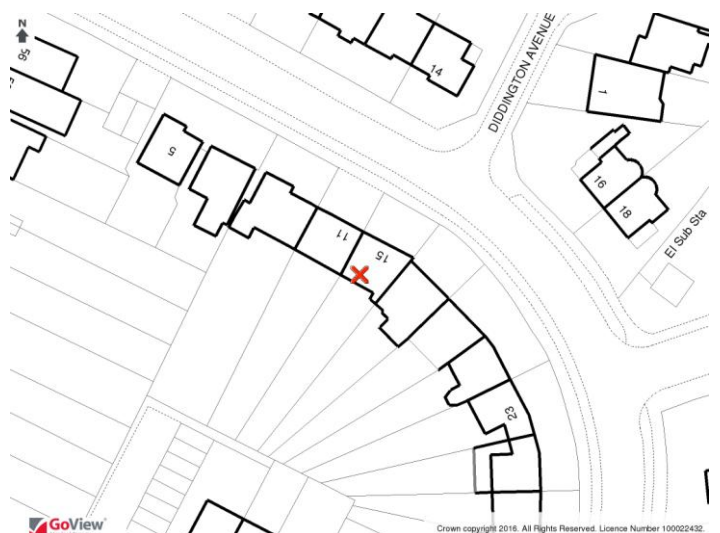 N
56
14
DIDDINGTON AVENUE
1
5
16
18
11
15
El Sub Sta
23
GoView
Crown copyright 2016. All Rights Reserved. Licence Number 100022432.